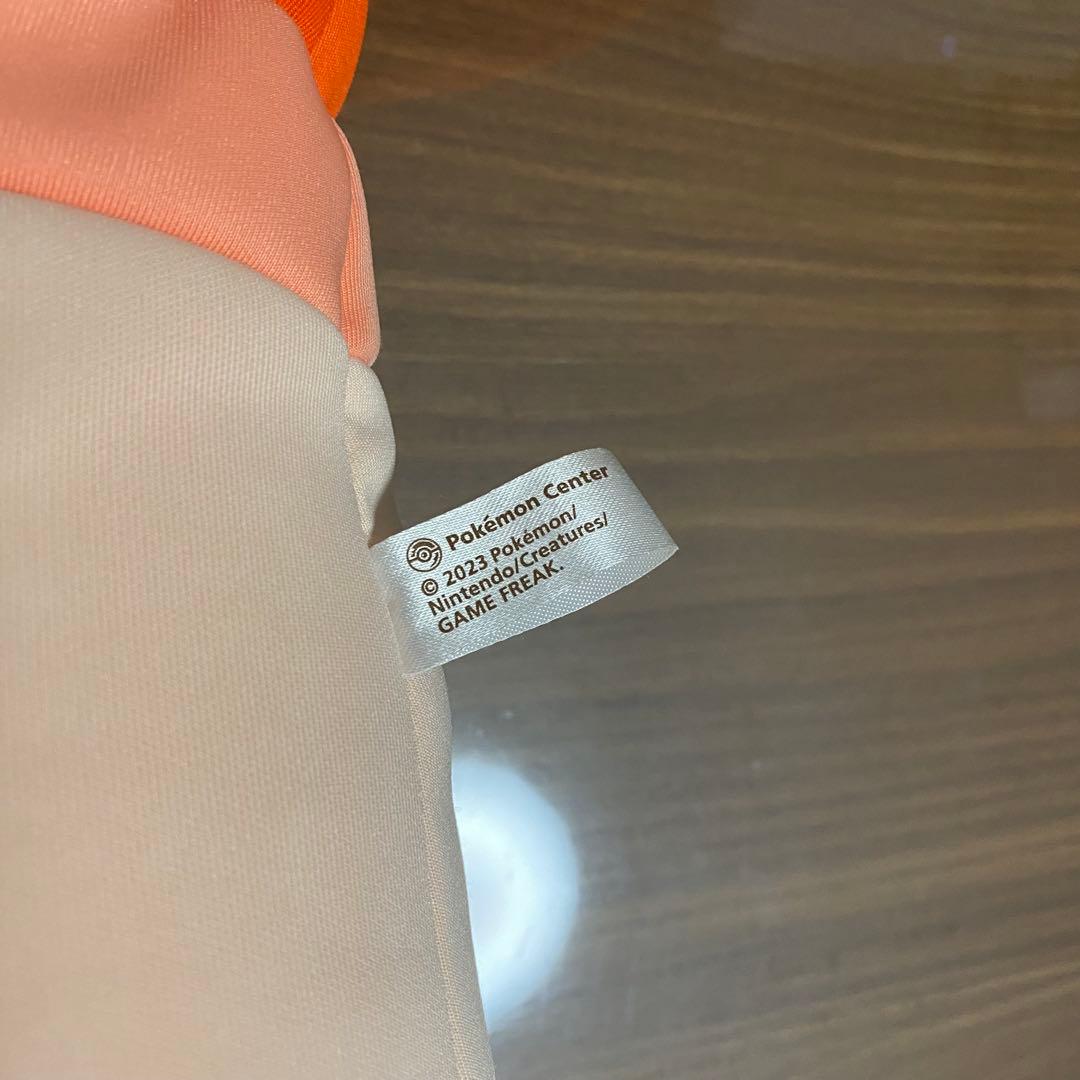 Pokémon Center
© 2023 Pokémon/
Nintendo/Creatures/
GAME FREAK.